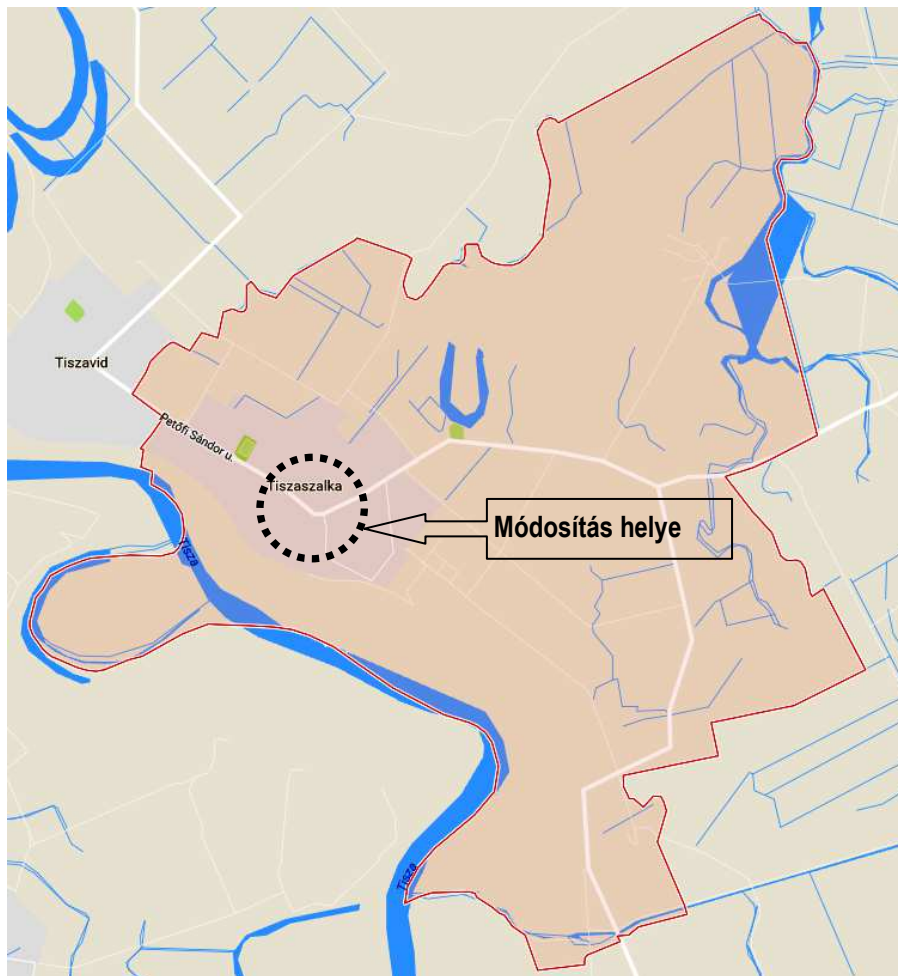 Tiszavid
Petőfi Sándor u.
Tiszaszalka
Módosítás helye
Tisza
Tisza